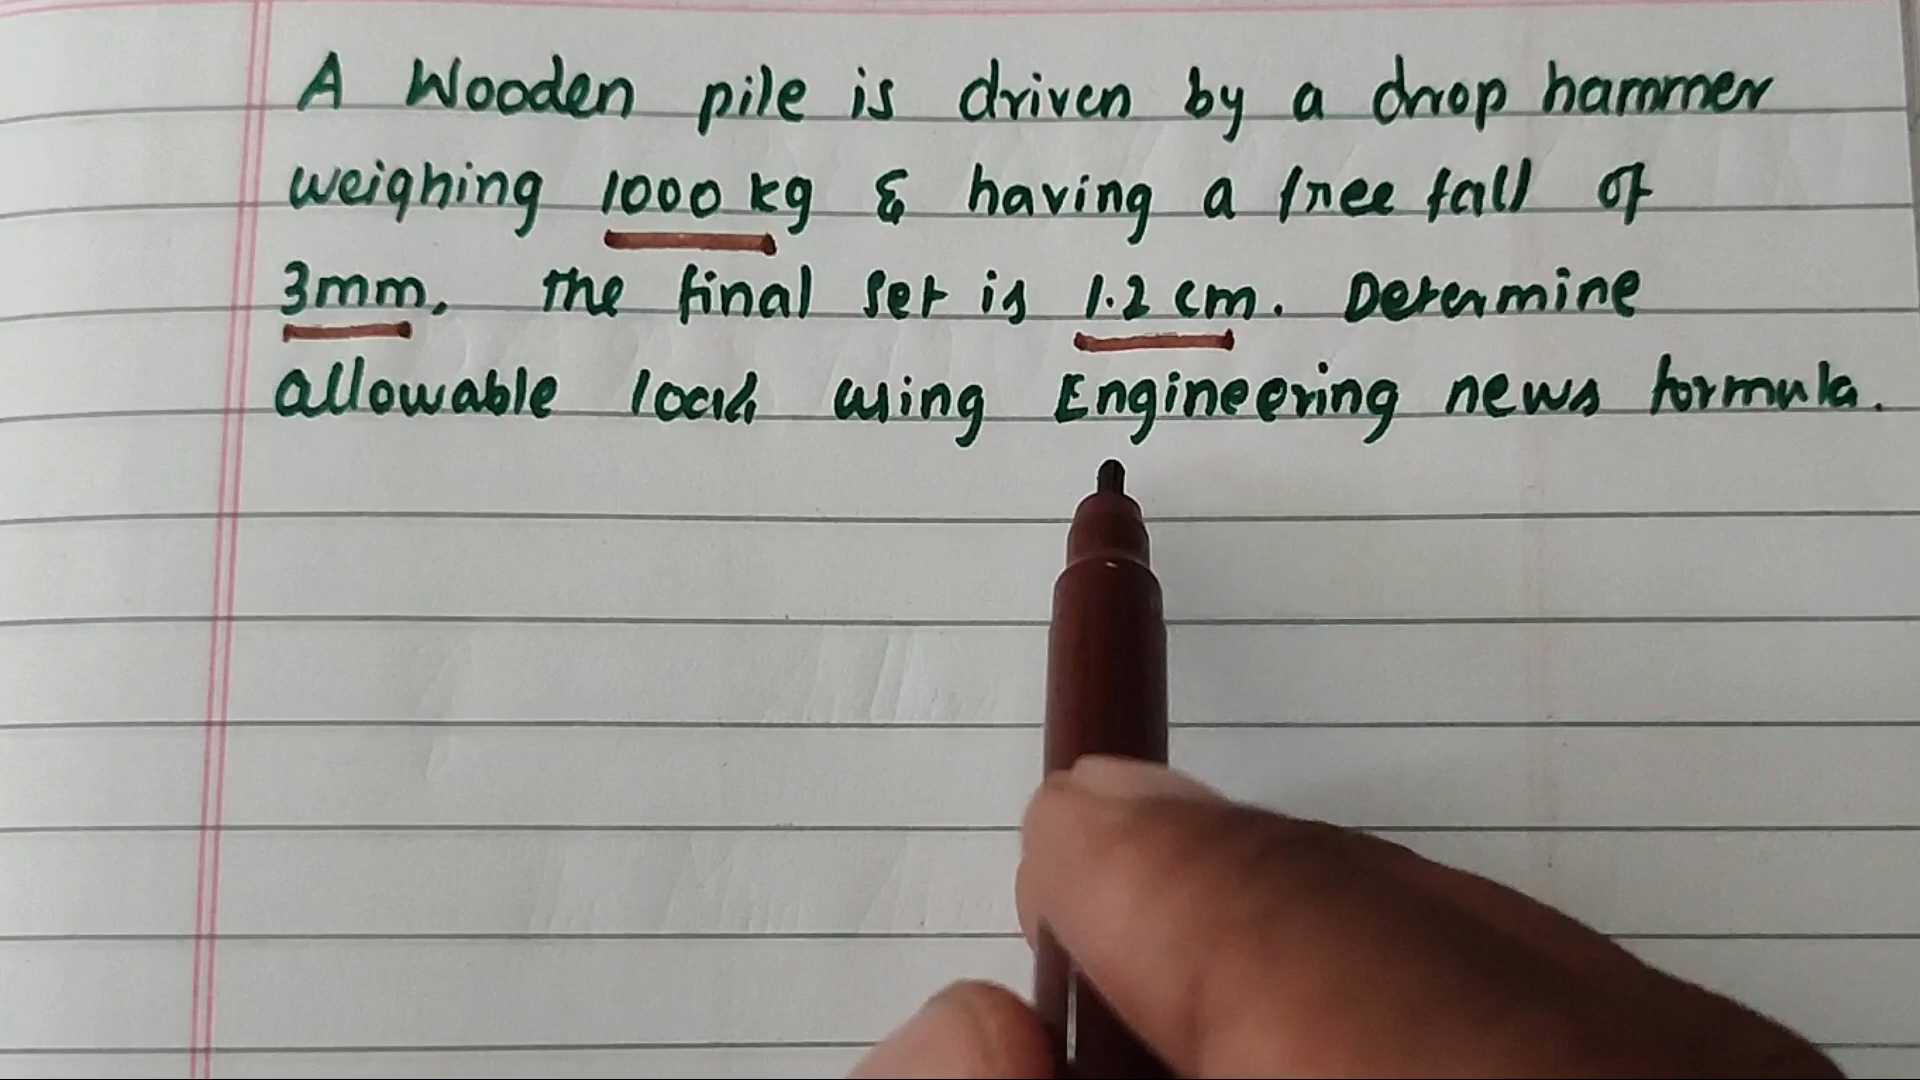 A Wooden pile is driven by a drop hammer
weighing 1000 kg & having a free fall of
3mm. The final set is 1.2 cm. Determine
allowable load using Engineering news formula.